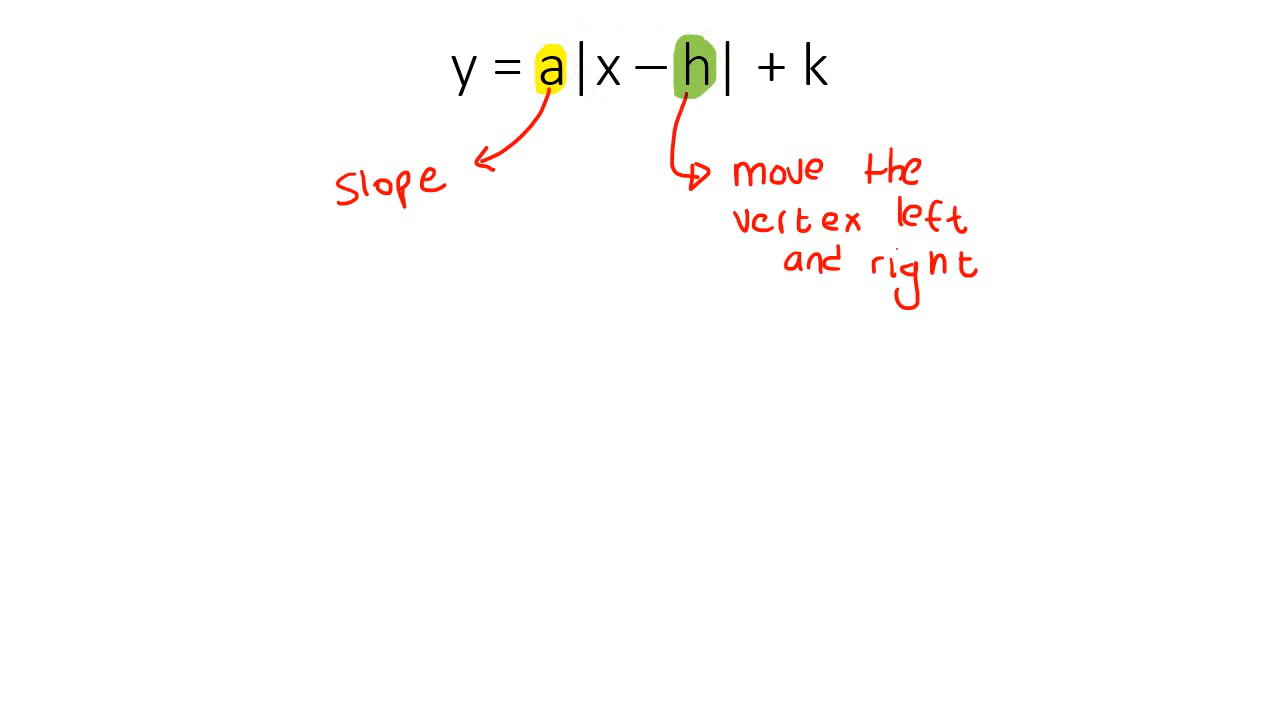 y = a|x – h| + k
slope
move the
vertex left
and right